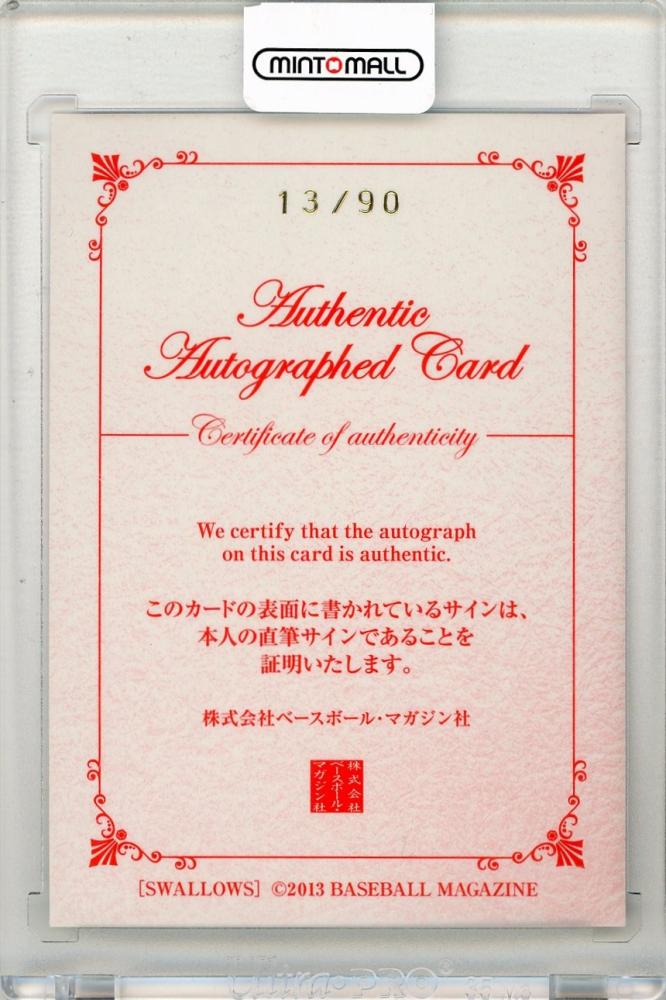 MINTOMALL
13/90
Authentic
Autographed Card
Certificate of authenticity
We certify that the autograph
on this card is authentic.
このカードの表面に書かれているサインは、
本人の直筆サインであることを
証明いたします。
株式会社ベースボール・マガジン社
株式会社
ベースボール・
マガジン社
[SWALLOWS] ©2013 BASEBALL MAGAZINE
Ultra·PRO®